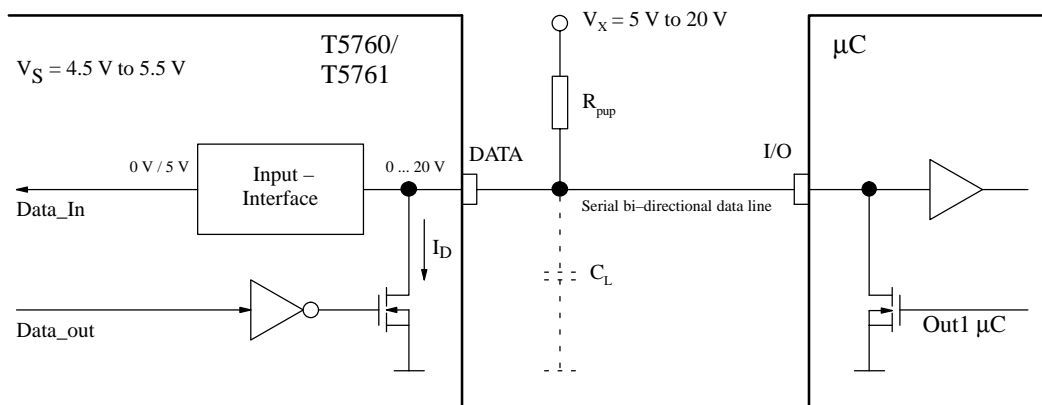 V_X = 5 V to 20 V
T5760/
T5761
µC
V_S = 4.5 V to 5.5 V
R_pup
0 V / 5 V
Input –
Interface
0 ... 20 V
DATA
I/O
Data_In
Serial bi–directional data line
I_D
C_L
Data_out
Out1 µC